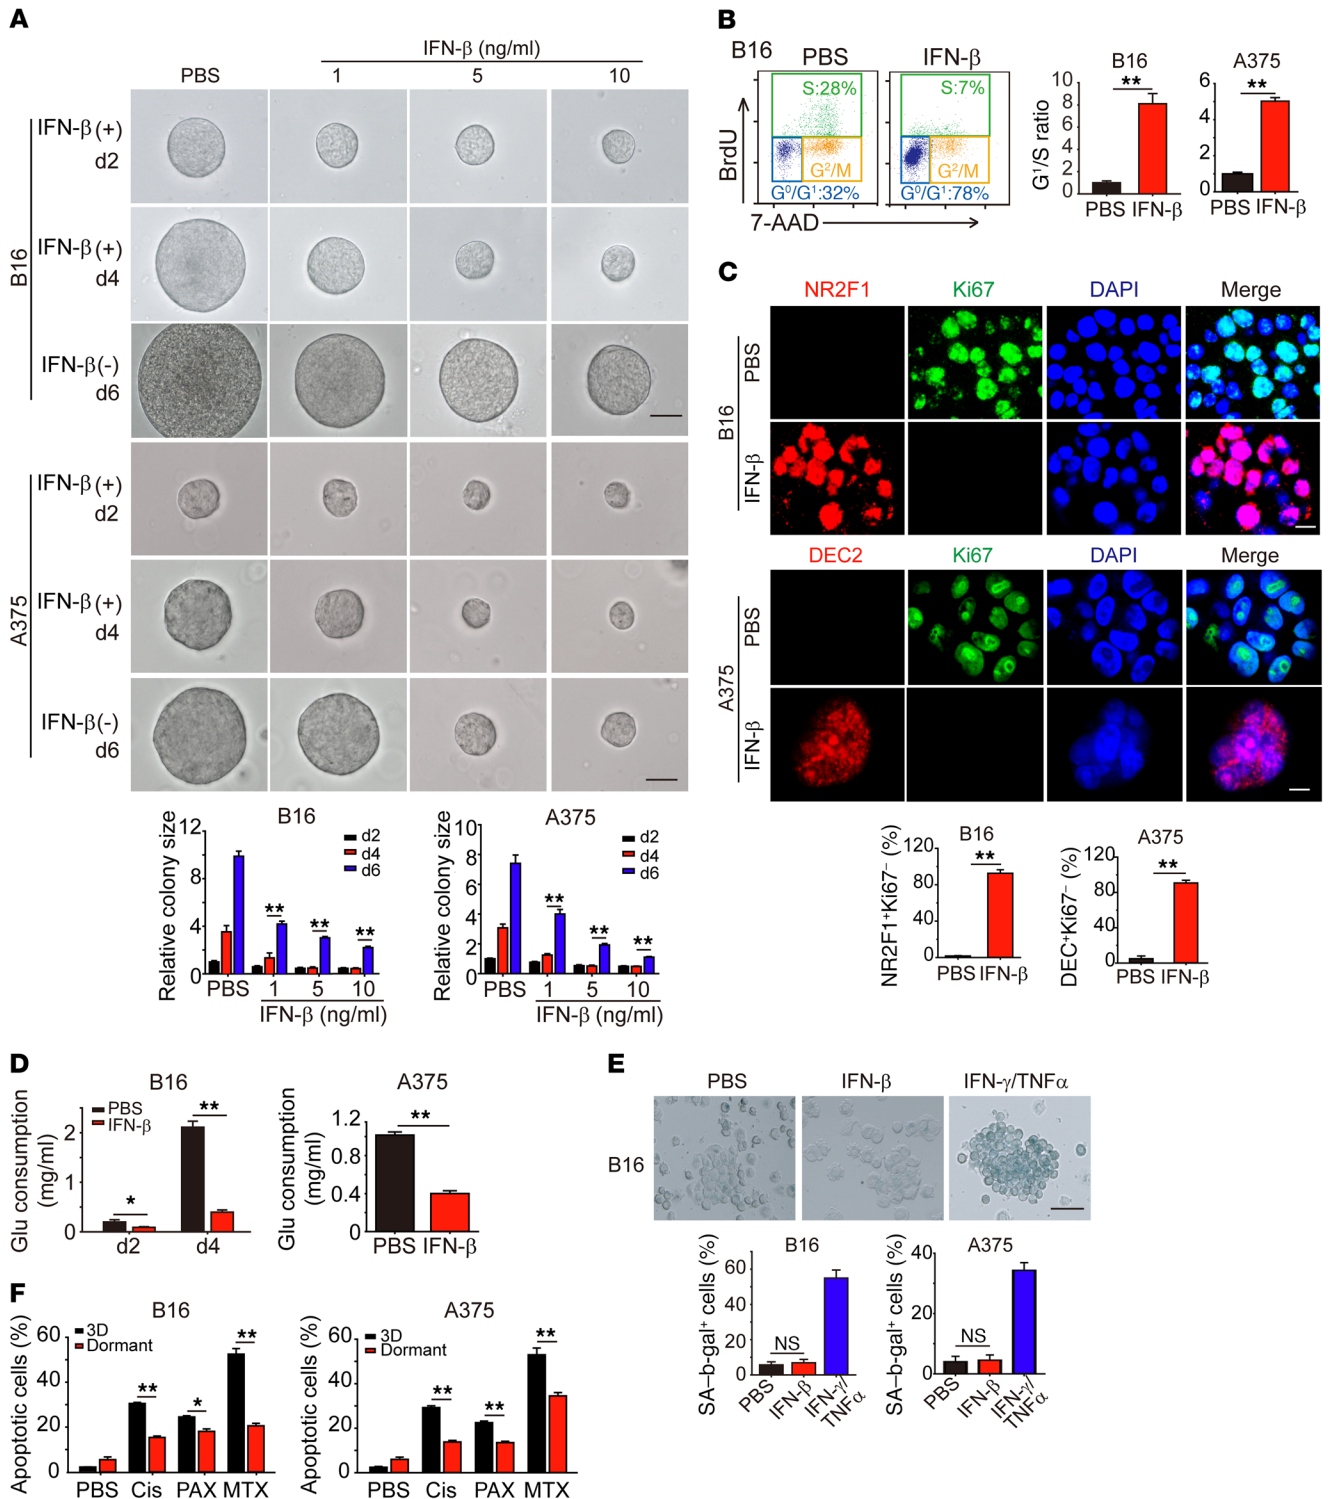 A
IFN-β (ng/ml)
PBS 1 5 10
B16
IFN-β (+)
d2
IFN-β (+)
d4
IFN-β(-)
d6
A375
IFN-β (+)
d2
IFN-β (+)
d4
IFN-β(-)
d6
B16
Relative colony size
12
8
4
0
d2
d4
d6
** ** **
PBS 1 5 10
IFN-β (ng/ml)
A375
Relative colony size
10
8
6
4
2
0
d2
d4
d6
** ** **
PBS 1 5 10
IFN-β (ng/ml)
B
B16 PBS IFN-β
S:28% S:7%
G²/M G²/M
G⁰/G¹:32% G⁰/G¹:78%
BrdU
7-AAD
B16
G¹/S ratio
10
8
6
4
2
0
**
PBS IFN-β
A375
6
4
2
0
**
PBS IFN-β
C
NR2F1 Ki67 DAPI Merge
B16
PBS
IFN-β
DEC2 Ki67 DAPI Merge
A375
PBS
IFN-β
B16
NR2F1⁺Ki67⁻ (%)
120
80
40
0
**
PBS IFN-β
A375
DEC⁺Ki67⁻ (%)
120
80
40
0
**
PBS IFN-β
D
B16
Glu consumption
(mg/ml)
2
1
0
PBS
IFN-β
* **
d2 d4
A375
Glu consumption
(mg/ml)
1.2
0.8
0.4
0
**
PBS IFN-β
E
PBS IFN-β IFN-γ/TNFα
B16
B16
SA–b-gal⁺ cells (%)
60
40
20
0
NS
PBS
IFN-β
IFN-γ/
TNFα
A375
SA–b-gal⁺ cells (%)
40
20
0
NS
PBS
IFN-β
IFN-γ/
TNFα
F
B16
Apoptotic cells (%)
60
40
20
0
3D
Dormant
** * **
PBS Cis PAX MTX
A375
Apoptotic cells (%)
60
40
20
0
3D
Dormant
** ** **
PBS Cis PAX MTX